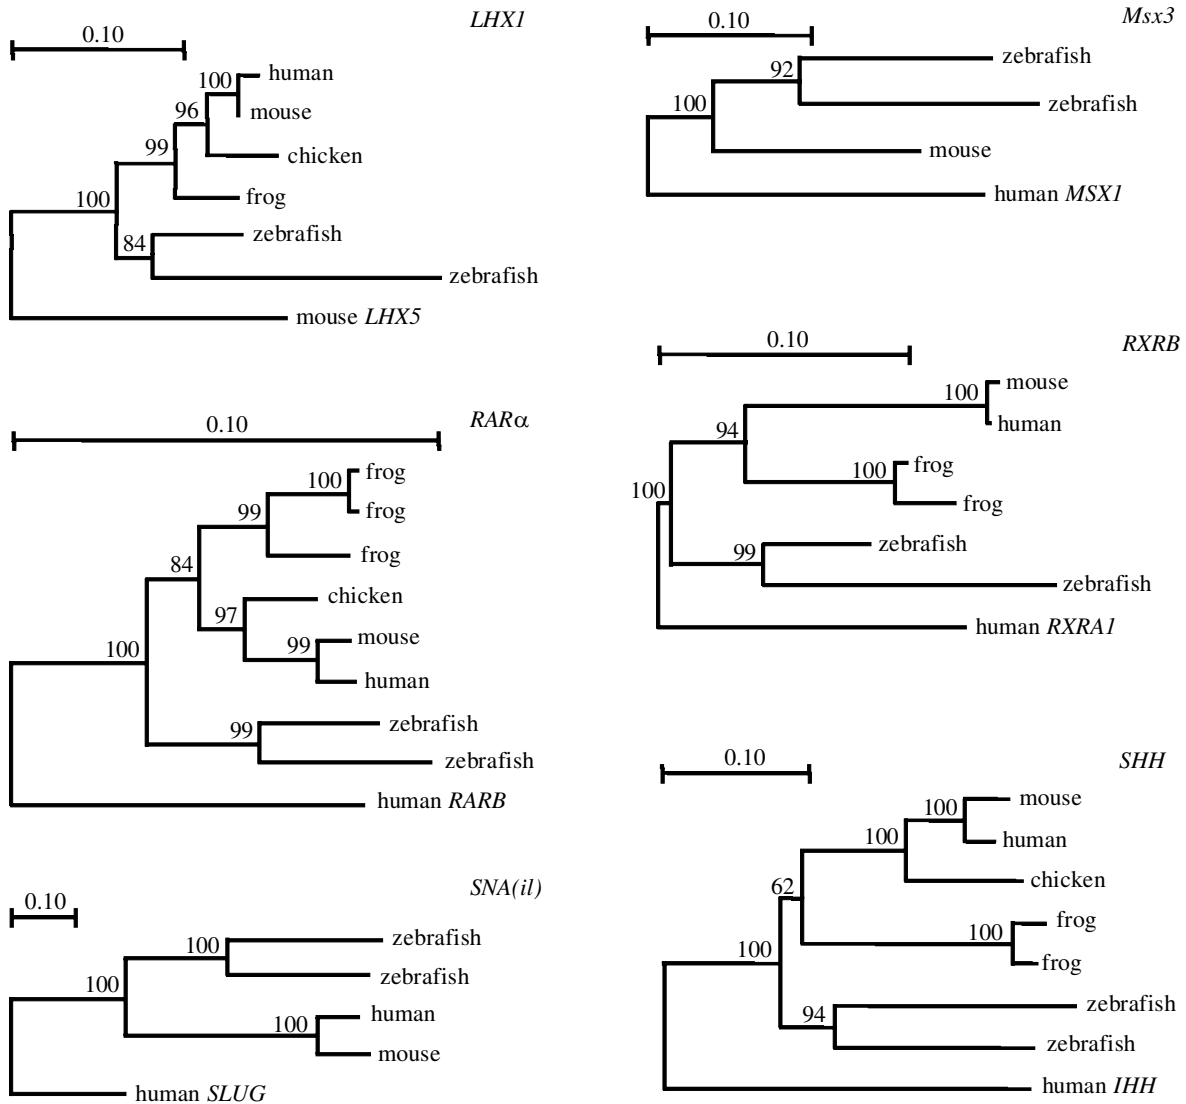 LHX1
0.10
100
human
mouse
96
chicken
99
frog
100
zebrafish
84
zebrafish
mouse LHX5
RARα
0.10
frog
100
frog
99
frog
84
chicken
97
mouse
99
human
100
zebrafish
99
zebrafish
human RARB
SNA(il)
0.10
zebrafish
100
zebrafish
100
human
100
mouse
human SLUG
Msx3
0.10
zebrafish
92
zebrafish
100
mouse
human MSX1
RXRB
0.10
mouse
100
human
94
frog
100
frog
100
zebrafish
99
zebrafish
human RXRA1
SHH
0.10
mouse
100
human
100
chicken
62
frog
100
frog
100
zebrafish
94
zebrafish
human IHH